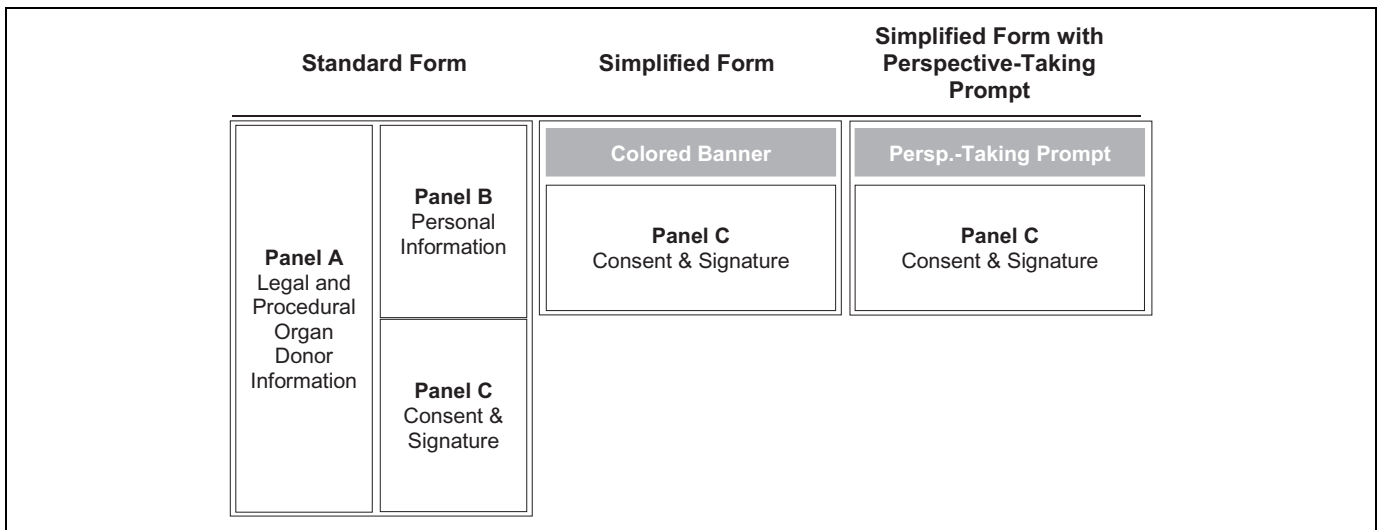 Standard Form
Simplified Form
Simplified Form with
Perspective-Taking
Prompt
Panel A
Legal and
Procedural
Organ
Donor
Information
Panel B
Personal
Information
Panel C
Consent &
Signature
Colored Banner
Panel C
Consent & Signature
Persp.-Taking Prompt
Panel C
Consent & Signature